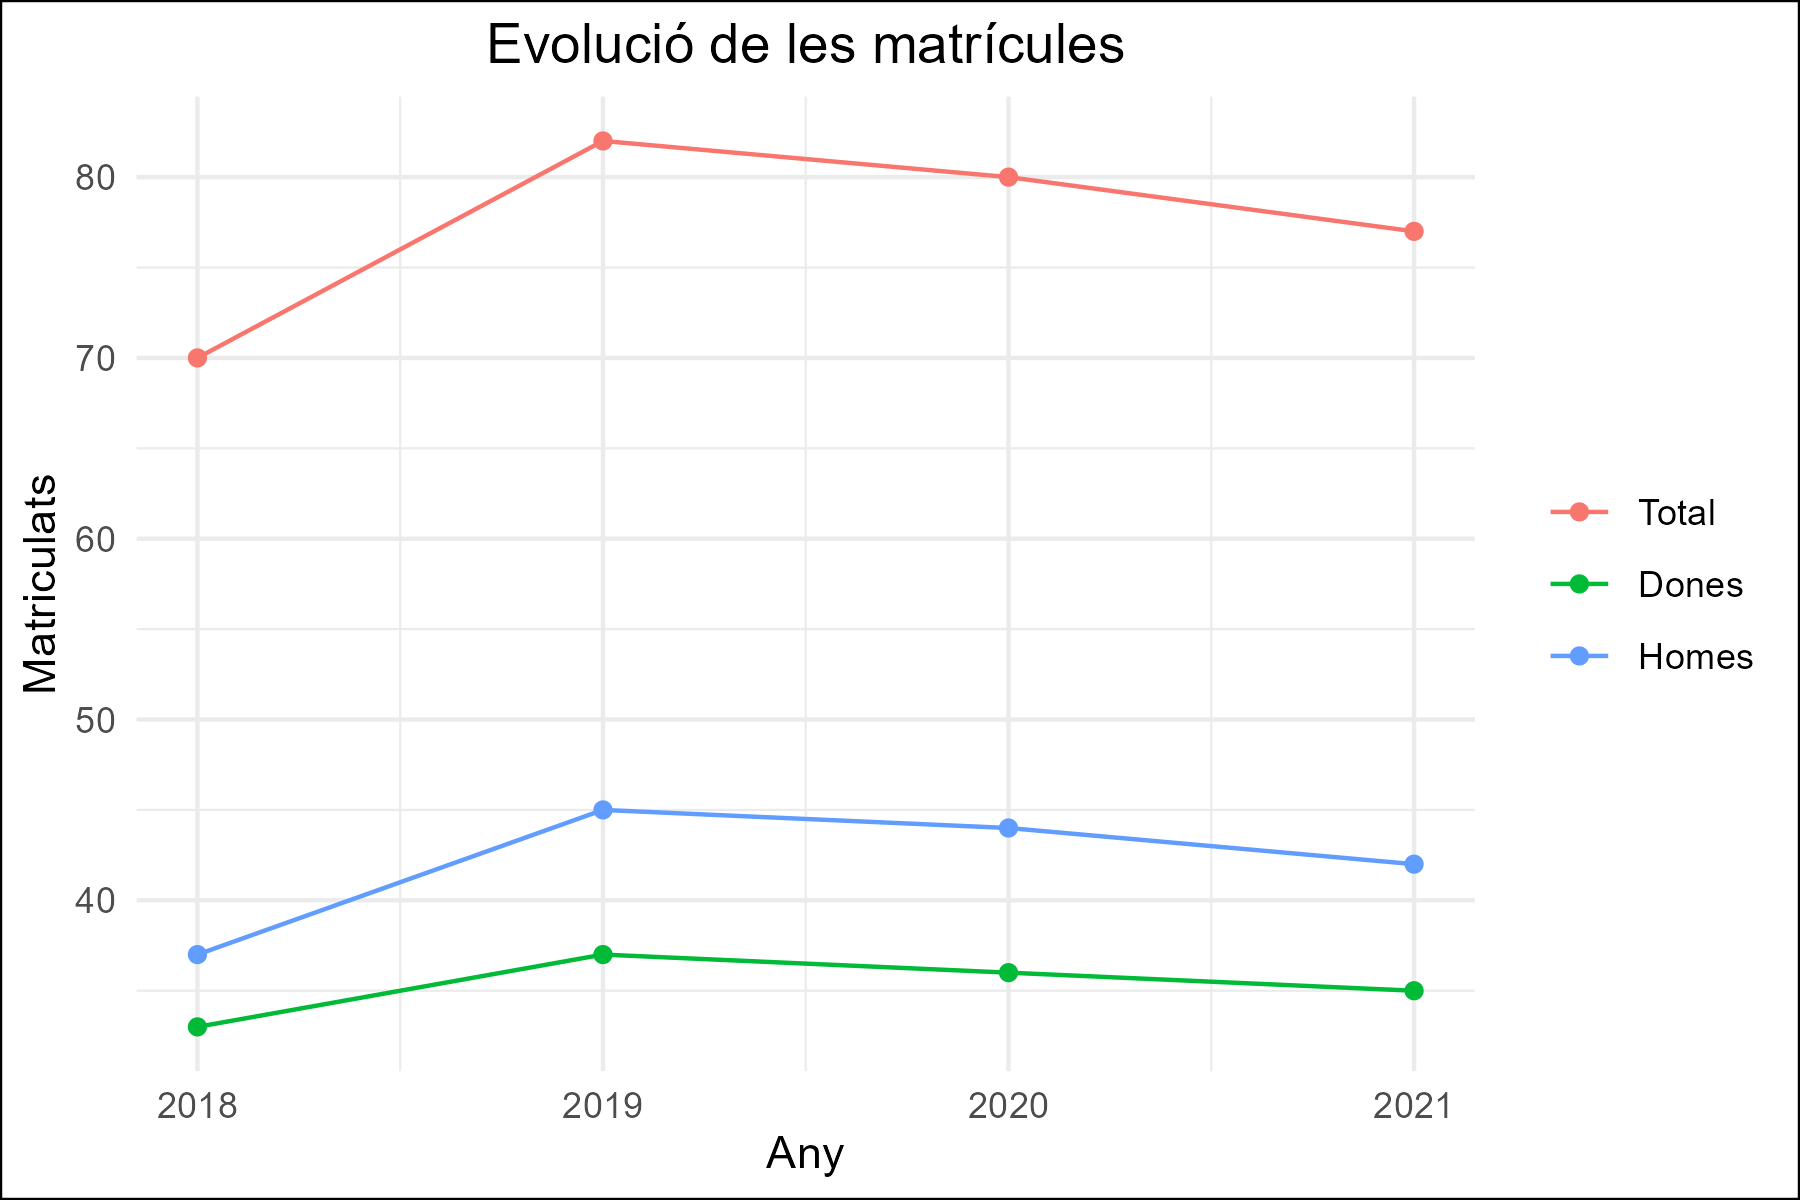 Evolució de les matrícules
80
70
60
50
40
Matriculats
2018 2019 2020 2021
Any
Total
Dones
Homes